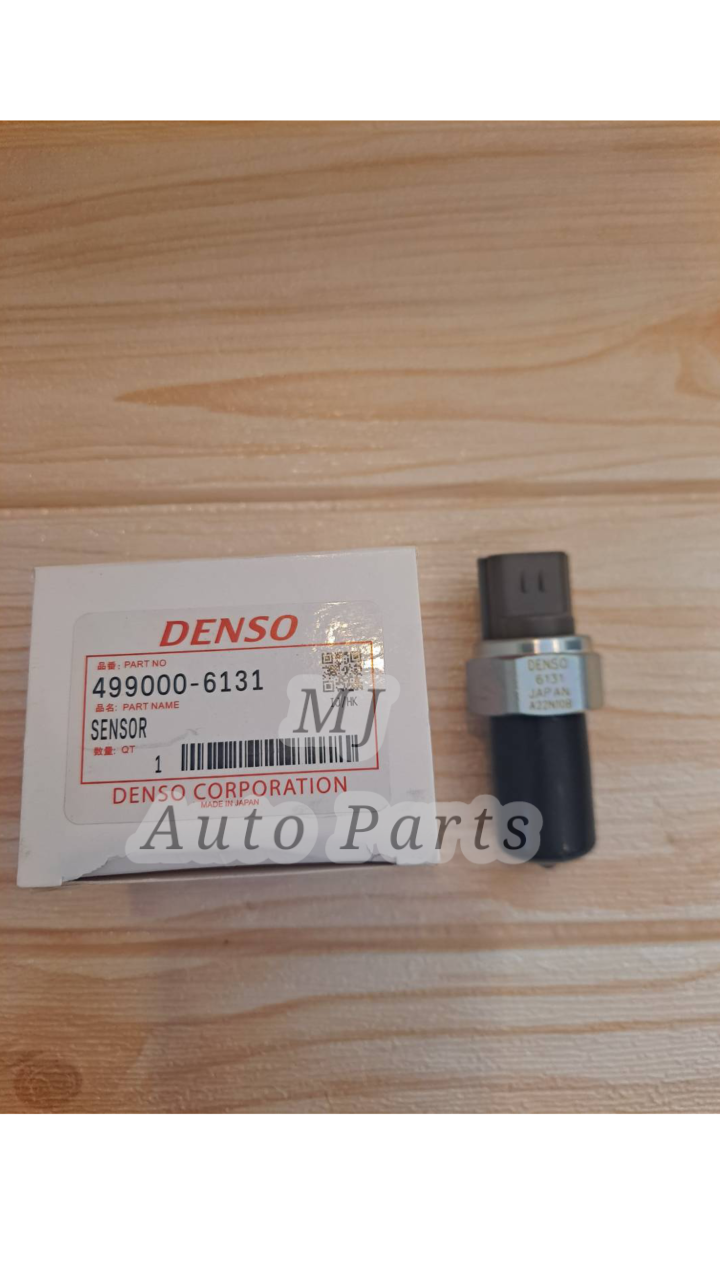 DENSO
品番: PART NO
499000-6131
品名: PART NAME
SENSOR
数量: QT
1
DENSO CORPORATION
MADE IN JAPAN
DENSO
6131
JAPAN
MJ
Auto Parts